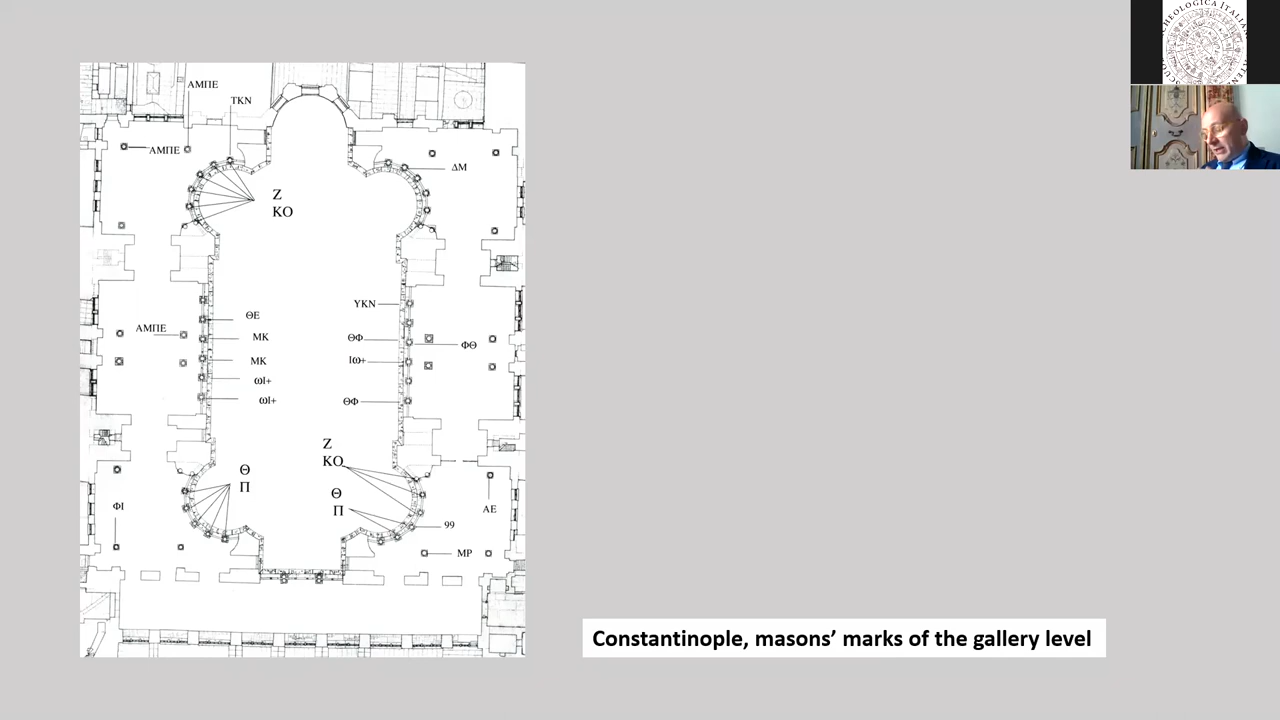 ΑΜΠΕ
ΤΚΝ
ΑΜΠΕ
ΔΜ
Ζ
ΚΟ
ΥΚΝ
ΘΕ
ΑΜΠΕ
ΜΚ
ΘΦ
ΦΘ
ΜΚ
Ιω+
ωΙ+
ωΙ+
ΘΦ
Ζ
ΚΟ
Θ
Π
Θ
Π
ΦΙ
ΑΕ
99
ΜΡ
Constantinople, masons’ marks of the gallery level